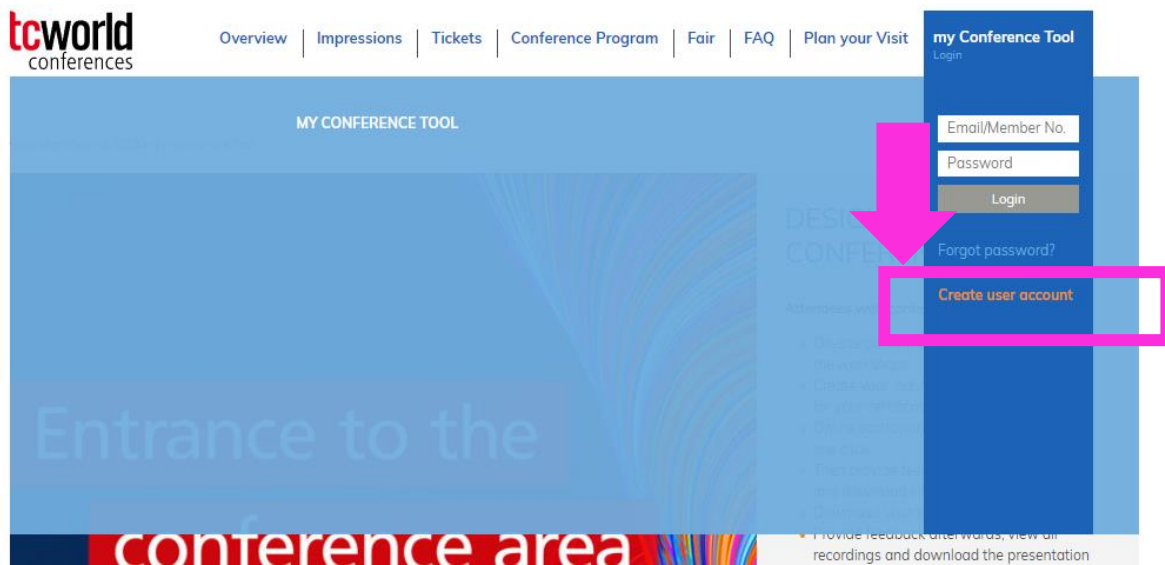 tcworld
conferences
Overview | Impressions | Tickets | Conference Program | Fair | FAQ | Plan your Visit
my Conference Tool
Login
MY CONFERENCE TOOL
Email/Member No.
Password
Login
Forgot password?
Create user account
DESI
CONFE
Entrance to the
conference area
Provide feedback afterwards, view all
recordings and download the presentation